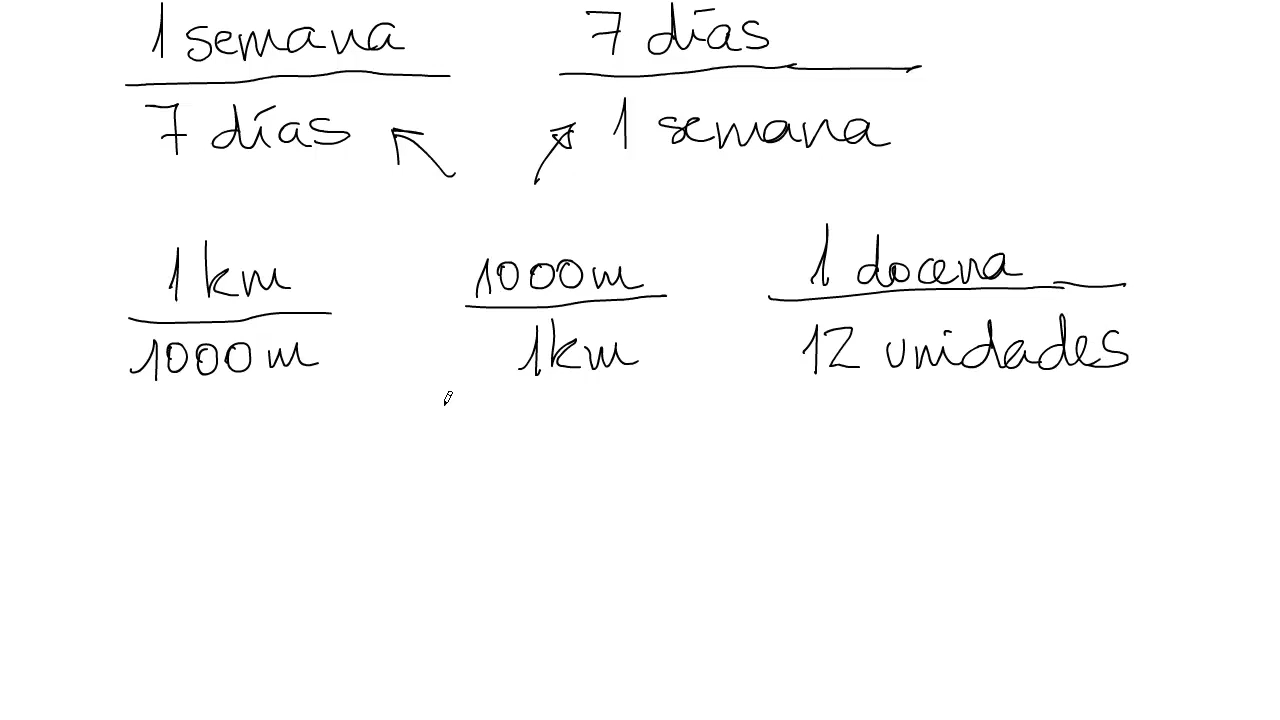 1 semana 7 días
7 días 1 semana
1 km 1000 m 1 docena
1000 m 1 km 12 unidades